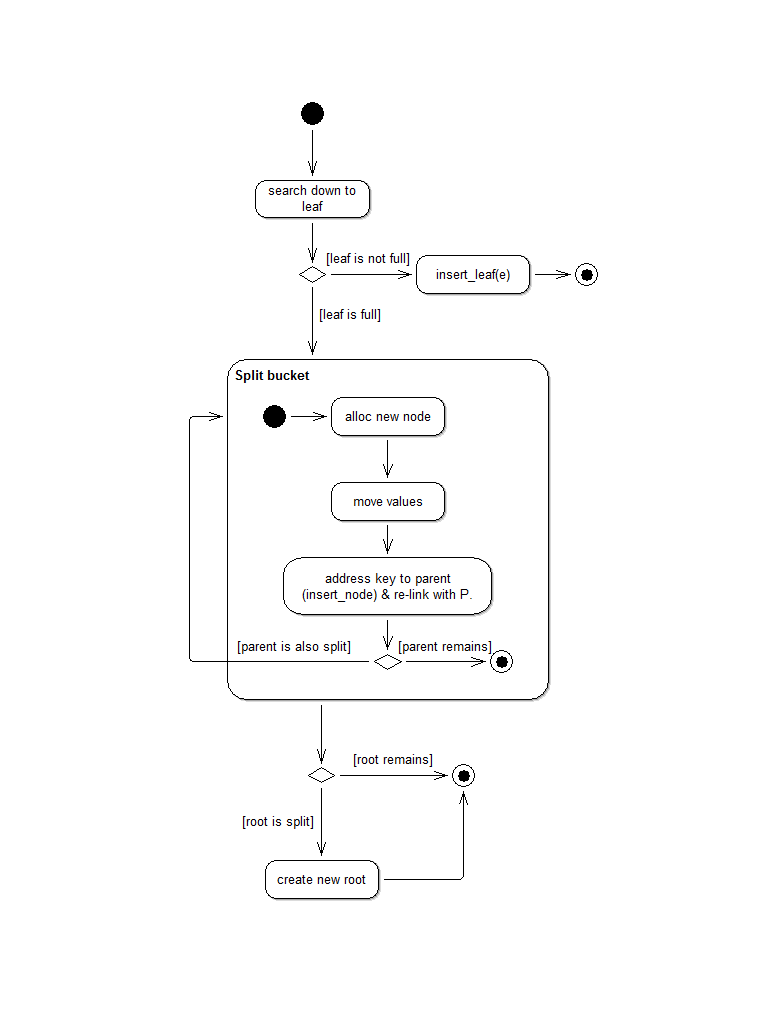 search down to
leaf
[leaf is not full]
insert_leaf(e)
[leaf is full]
Split bucket
alloc new node
move values
address key to parent
(insert_node) & re-link with P.
[parent is also split]
[parent remains]
[root remains]
[root is split]
create new root